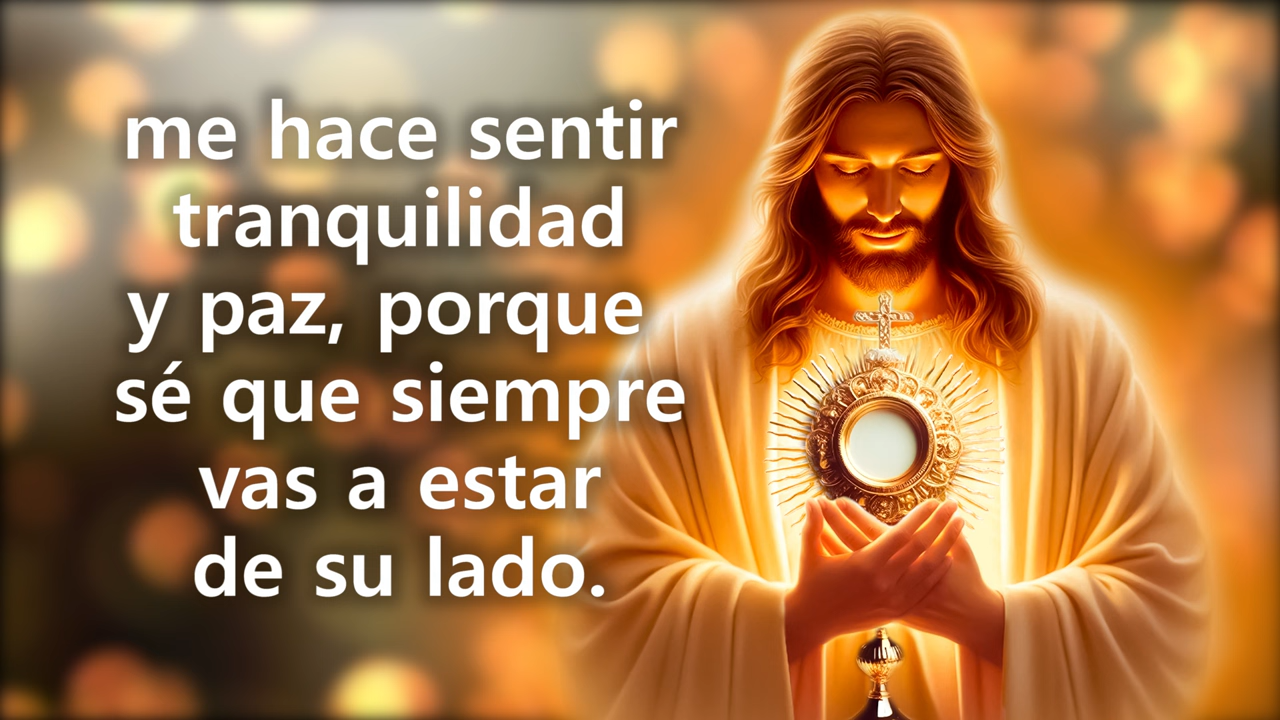 me hace sentir
tranquilidad
y paz, porque
sé que siempre
vas a estar
de su lado.